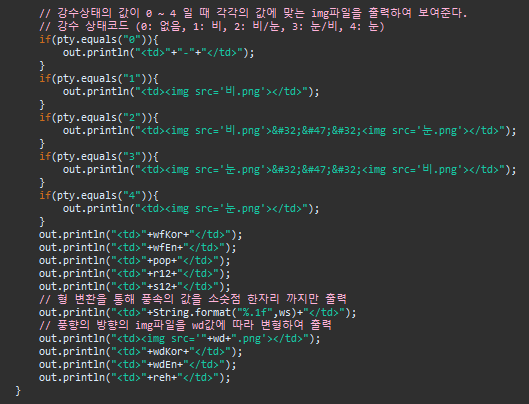 // 강수상태의 값이 0 ~ 4 일 때 각각의 값에 맞는 img파일을 출력하여 보여준다.
// 강수 상태코드 (0: 없음, 1: 비, 2: 비/눈, 3: 눈/비, 4: 눈)
if(pty.equals("0")){
out.println("<td>"+"-"+"</td>");
}
if(pty.equals("1")){
out.println("<td><img src='비.png'></td>");
}
if(pty.equals("2")){
out.println("<td><img src='비.png'>&#32;&#47;&#32;<img src='눈.png'></td>");
}
if(pty.equals("3")){
out.println("<td><img src='눈.png'>&#32;&#47;&#32;<img src='비.png'></td>");
}
if(pty.equals("4")){
out.println("<td><img src='눈.png'></td>");
}
out.println("<td>"+wfKor+"</td>");
out.println("<td>"+wfEn+"</td>");
out.println("<td>"+pop+"</td>");
out.println("<td>"+r12+"</td>");
out.println("<td>"+s12+"</td>");
// 형 변환을 통해 풍속의 값을 소숫점 한자리 까지만 출력
out.println("<td>"+String.format("%.1f",ws)+"</td>");
// 풍향의 방향의 img파일을 wd값에 따라 변형하여 출력
out.println("<td><img src='"+wd+".png'></td>");
out.println("<td>"+wdKor+"</td>");
out.println("<td>"+wdEn+"</td>");
out.println("<td>"+reh+"</td>");
}